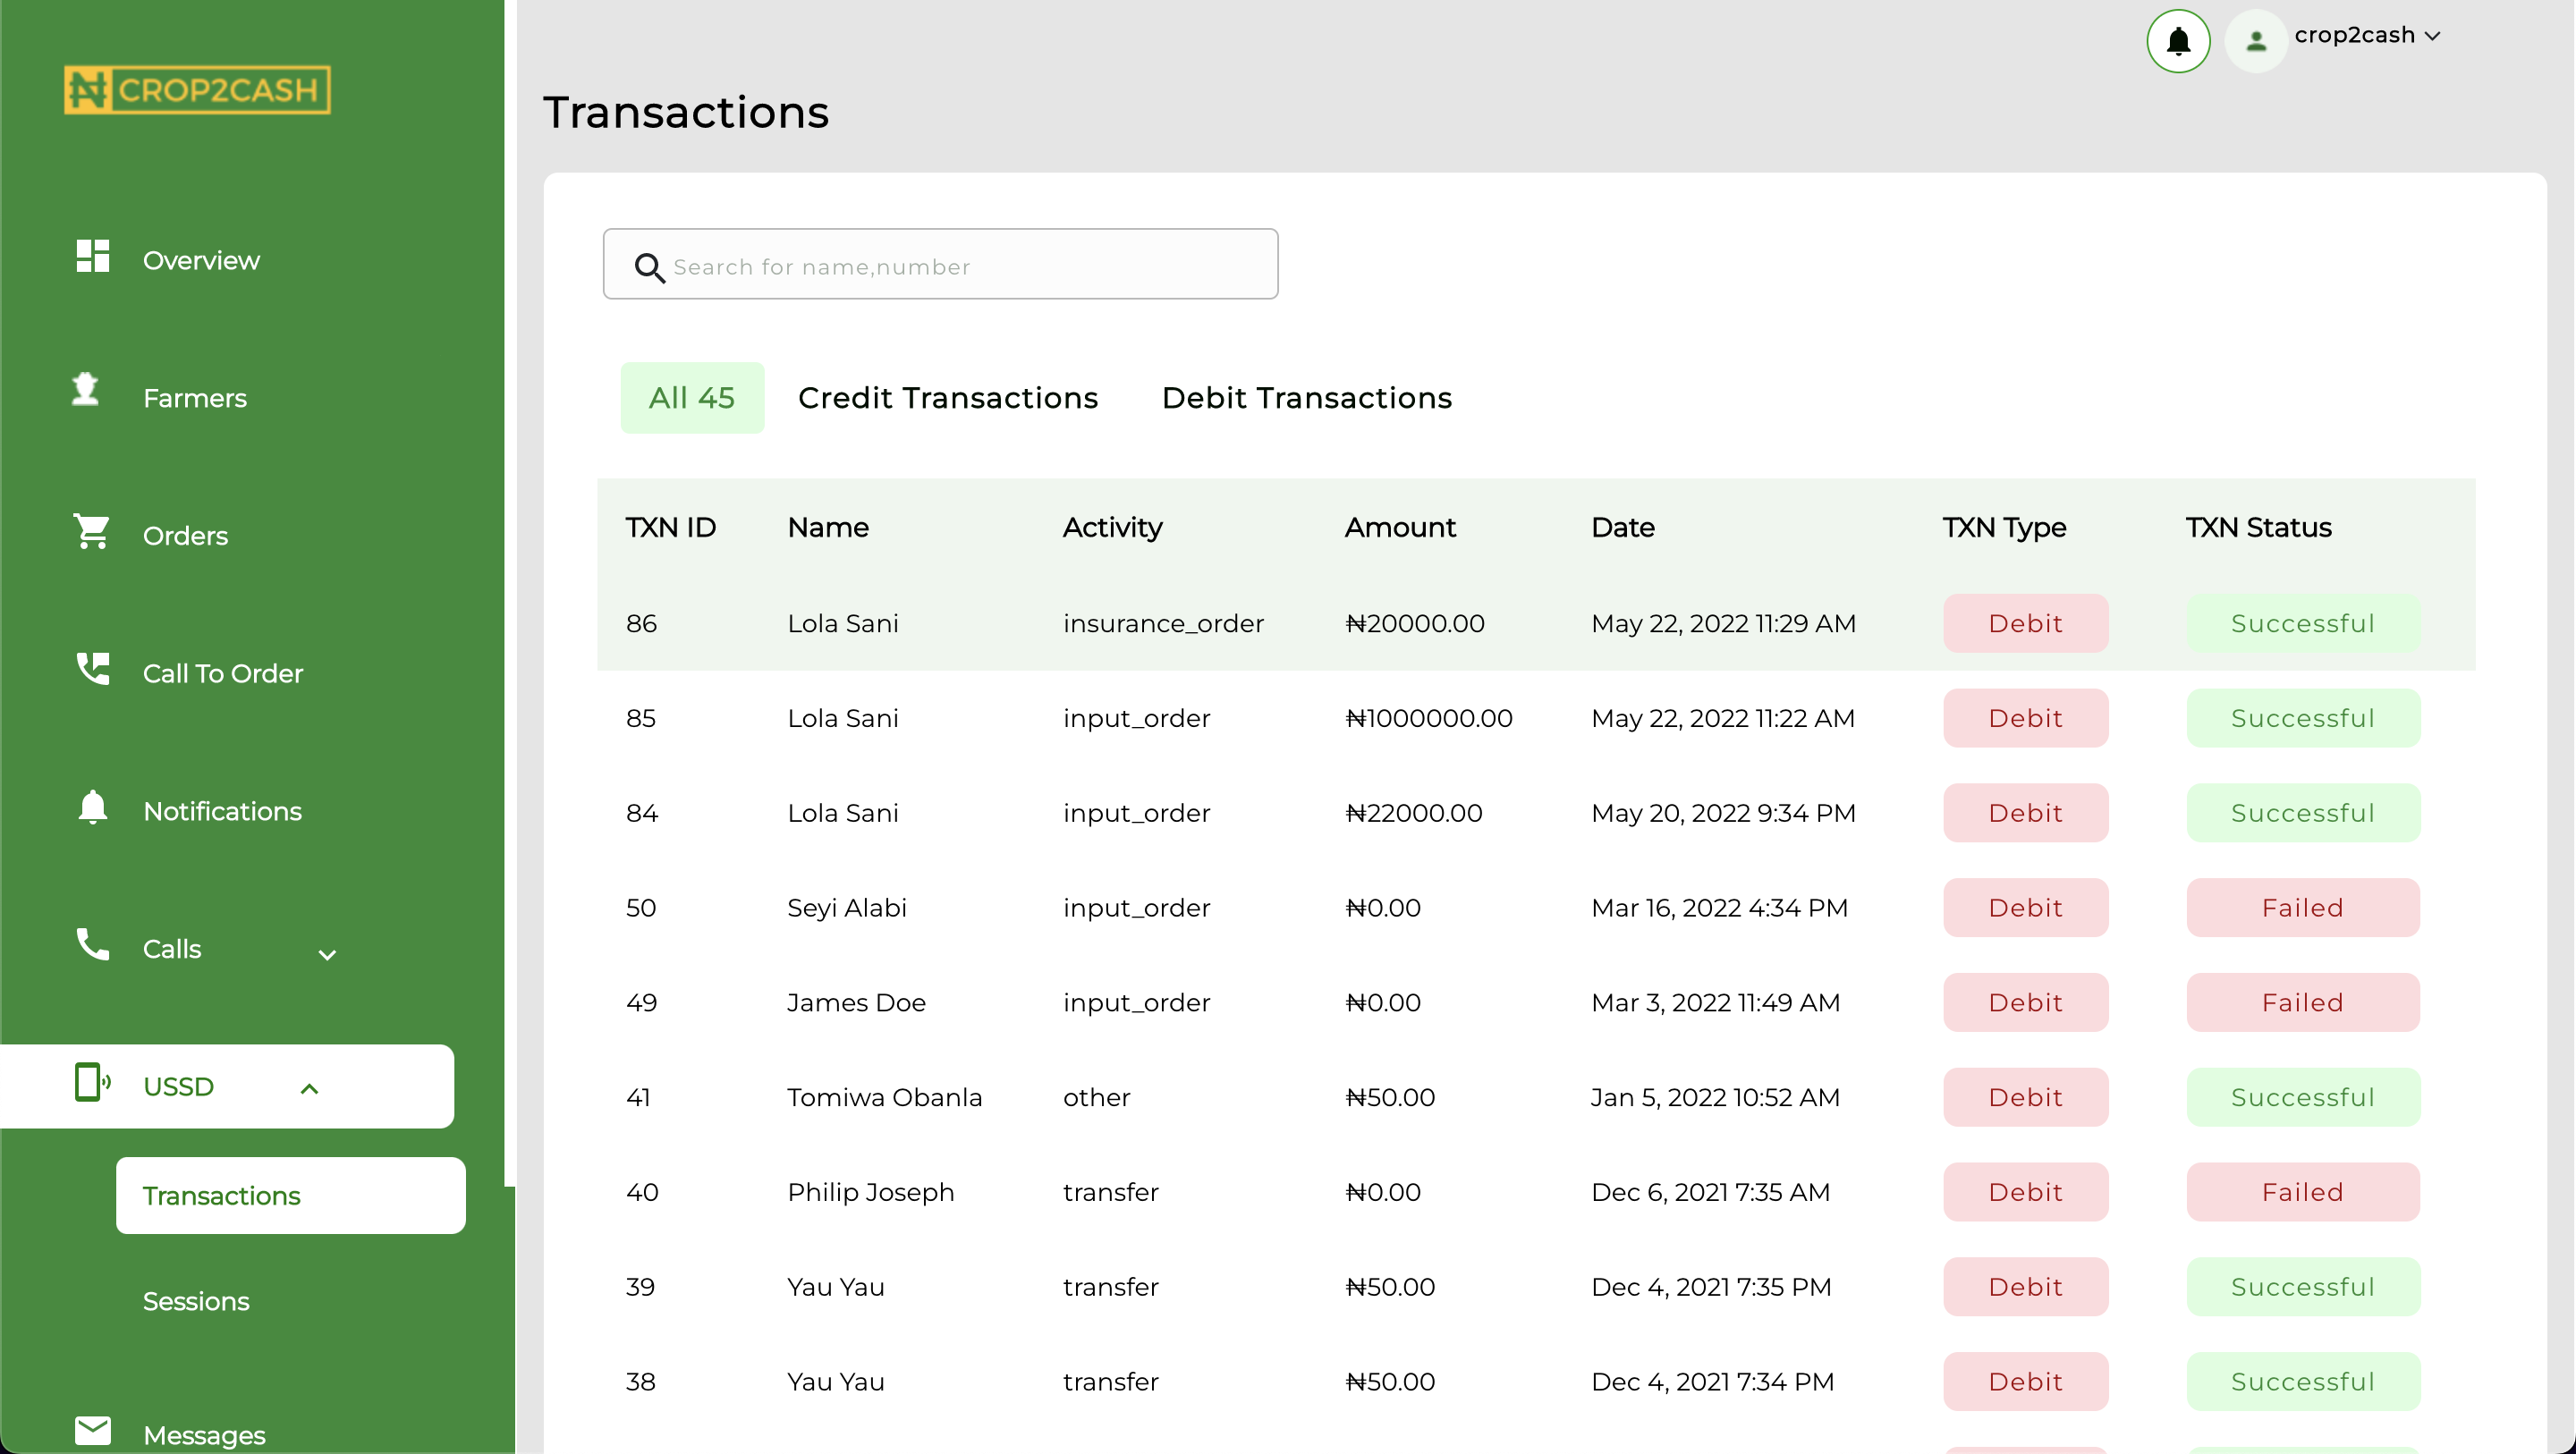 CROP2CASH
crop2cash
Transactions
Overview
Farmers
Orders
Call To Order
Notifications
Calls
USSD
Transactions
Sessions
Messages
Search for name,number
All 45 Credit Transactions Debit Transactions
TXN ID Name Activity Amount Date TXN Type TXN Status
86 Lola Sani insurance_order ₦20000.00 May 22, 2022 11:29 AM Debit Successful
85 Lola Sani input_order ₦1000000.00 May 22, 2022 11:22 AM Debit Successful
84 Lola Sani input_order ₦22000.00 May 20, 2022 9:34 PM Debit Successful
50 Seyi Alabi input_order ₦0.00 Mar 16, 2022 4:34 PM Debit Failed
49 James Doe input_order ₦0.00 Mar 3, 2022 11:49 AM Debit Failed
41 Tomiwa Obanla other ₦50.00 Jan 5, 2022 10:52 AM Debit Successful
40 Philip Joseph transfer ₦0.00 Dec 6, 2021 7:35 AM Debit Failed
39 Yau Yau transfer ₦50.00 Dec 4, 2021 7:35 PM Debit Successful
38 Yau Yau transfer ₦50.00 Dec 4, 2021 7:34 PM Debit Successful